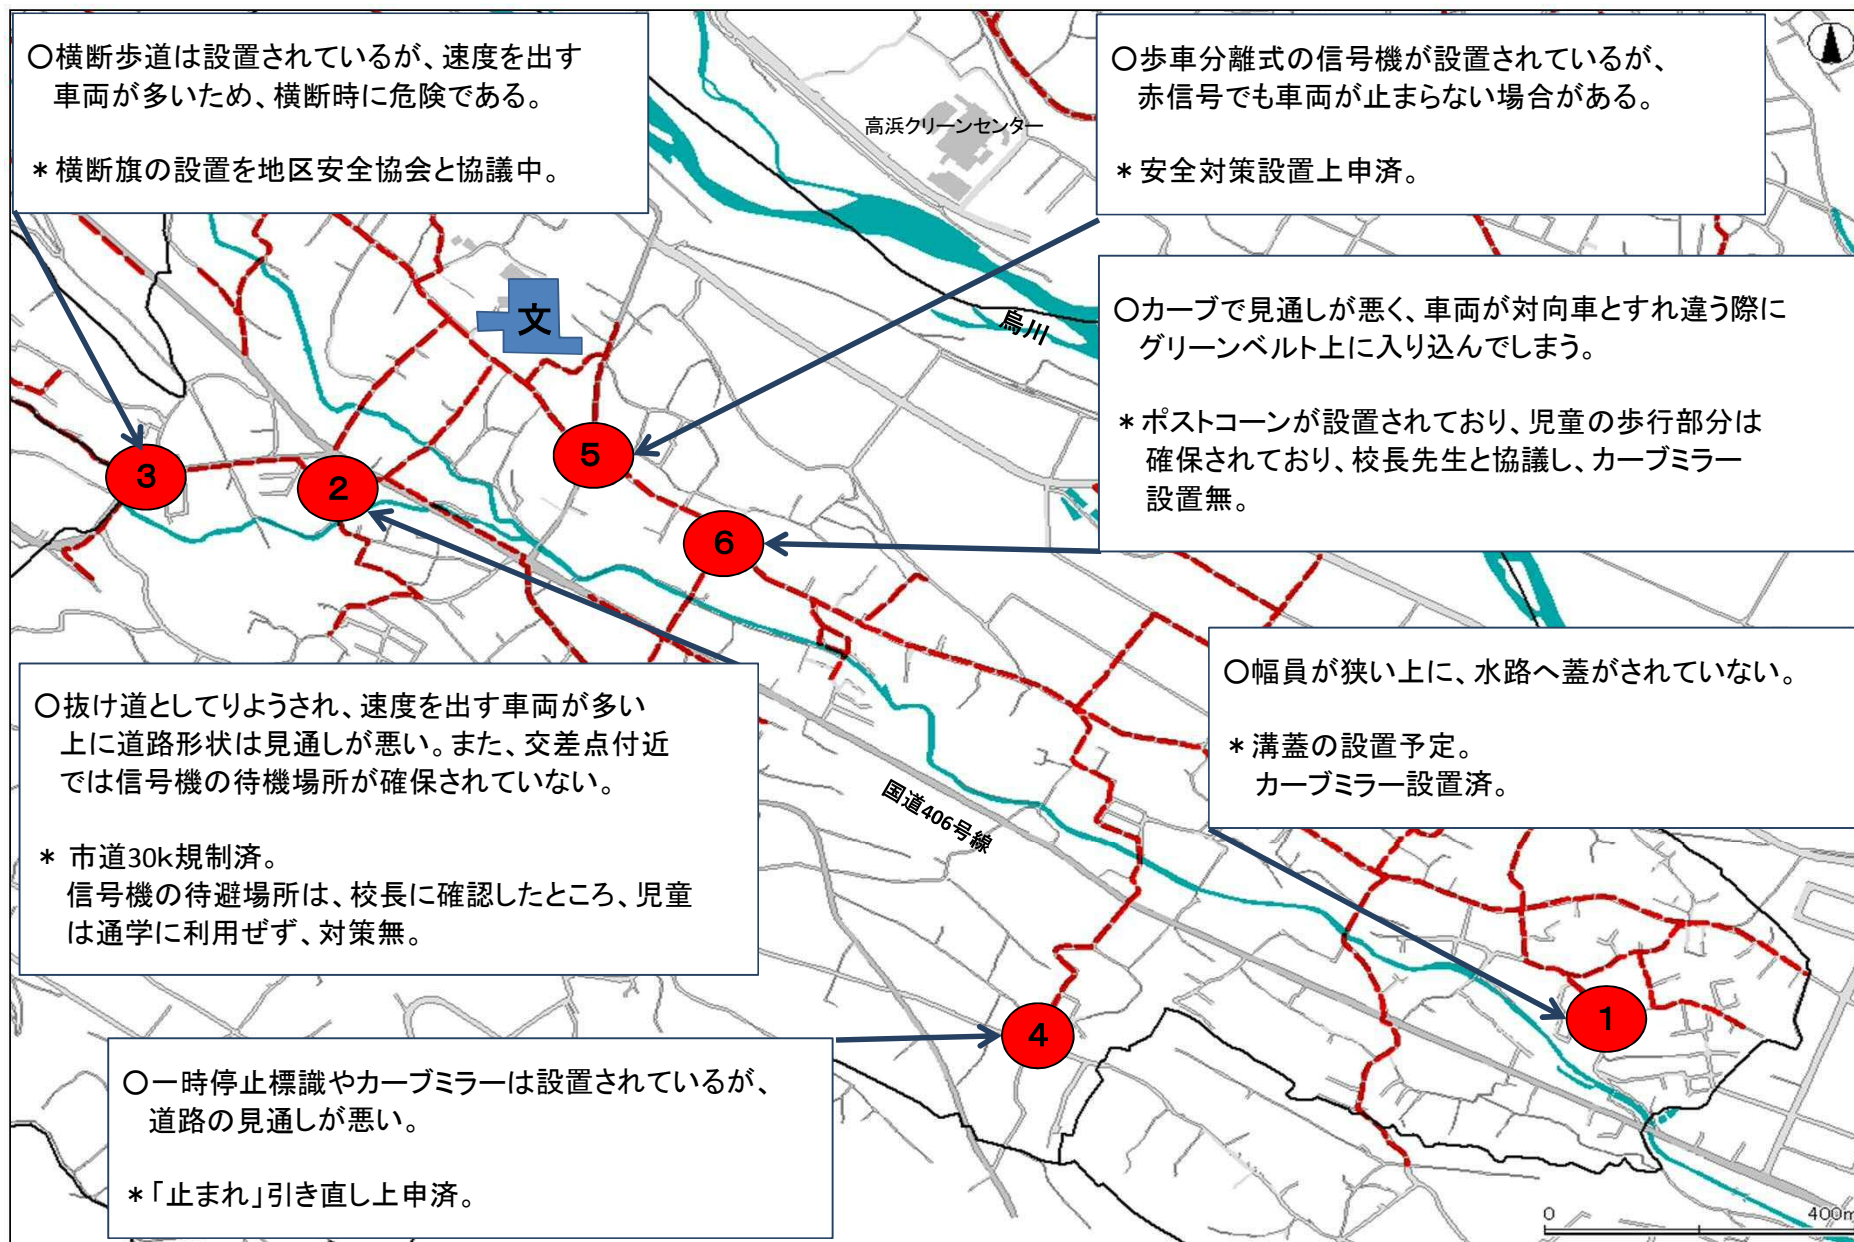 ○横断歩道は設置されているが、速度を出す
車両が多いため、横断時に危険である。
＊横断旗の設置を地区安全協会と協議中。
○歩車分離式の信号機が設置されているが、
赤信号でも車両が止まらない場合がある。
＊安全対策設置上申済。
高浜クリーンセンター
烏川
○カーブで見通しが悪く、車両が対向車とすれ違う際に
グリーンベルト上に入り込んでしまう。
＊ポストコーンが設置されており、児童の歩行部分は
確保されており、校長先生と協議し、カーブミラー
設置無。
文
5
3
2
6
○抜け道としてりようされ、速度を出す車両が多い
上に道路形状は見通しが悪い。また、交差点付近
では信号機の待機場所が確保されていない。
＊ 市道30k規制済。
信号機の待避場所は、校長に確認したところ、児童
は通学に利用せず、対策無。
○幅員が狭い上に、水路へ蓋がされていない。
＊溝蓋の設置予定。
カーブミラー設置済。
国道406号線
1
4
○一時停止標識やカーブミラーは設置されているが、
道路の見通しが悪い。
＊「止まれ」引き直し上申済。
0 400m